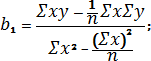 b₁ = (Σxy − (1/n)ΣxΣy) / (Σx² − (Σx)²/n);